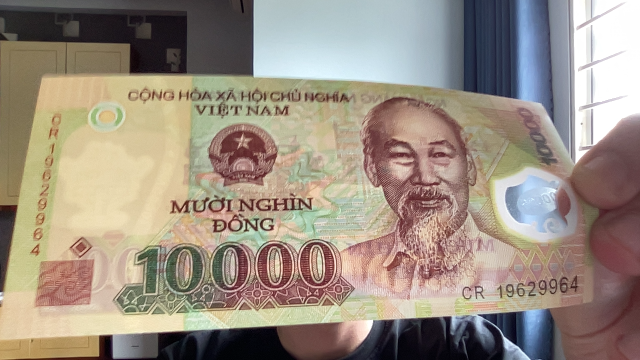 CỘNG HÒA XÃ HỘI CHỦ NGHĨA
VIỆT NAM
MƯỜI NGHÌN
ĐỒNG
10000
CR 19629964
CR 19629964
10000